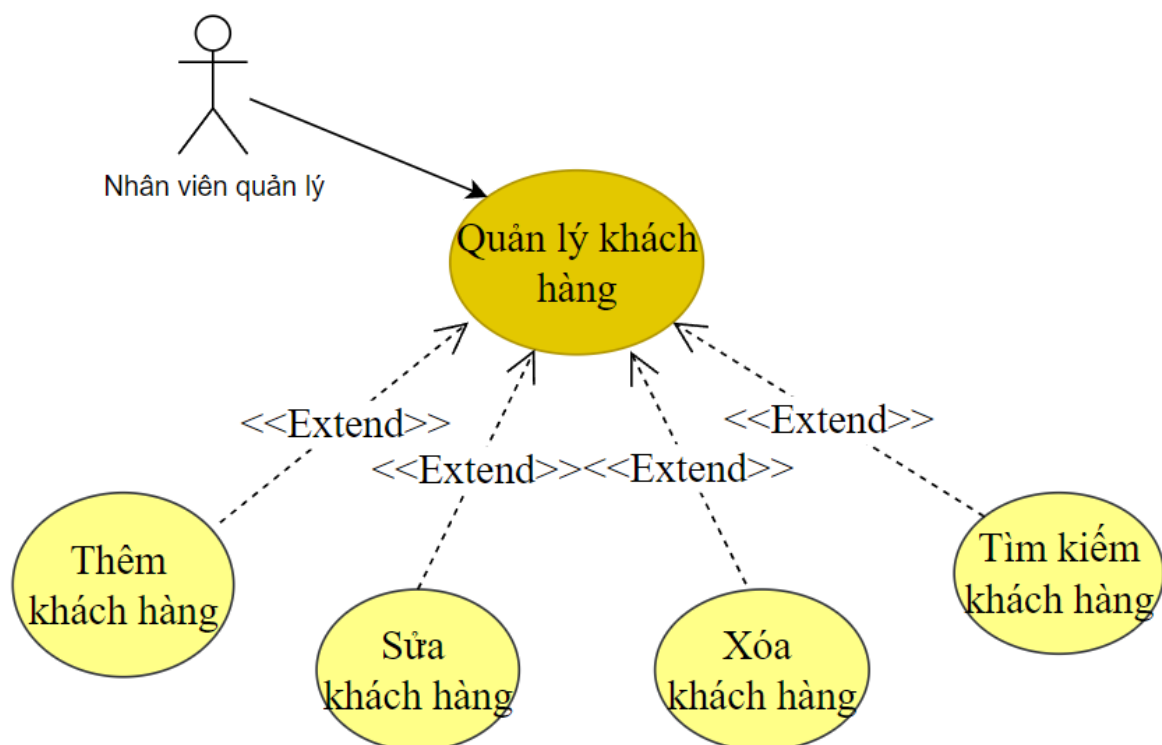 Nhân viên quản lý
Quản lý khách
hàng
<<Extend>>
<<Extend>>
<<Extend>>
<<Extend>>
Thêm
khách hàng
Sửa
khách hàng
Xóa
khách hàng
Tìm kiếm
khách hàng